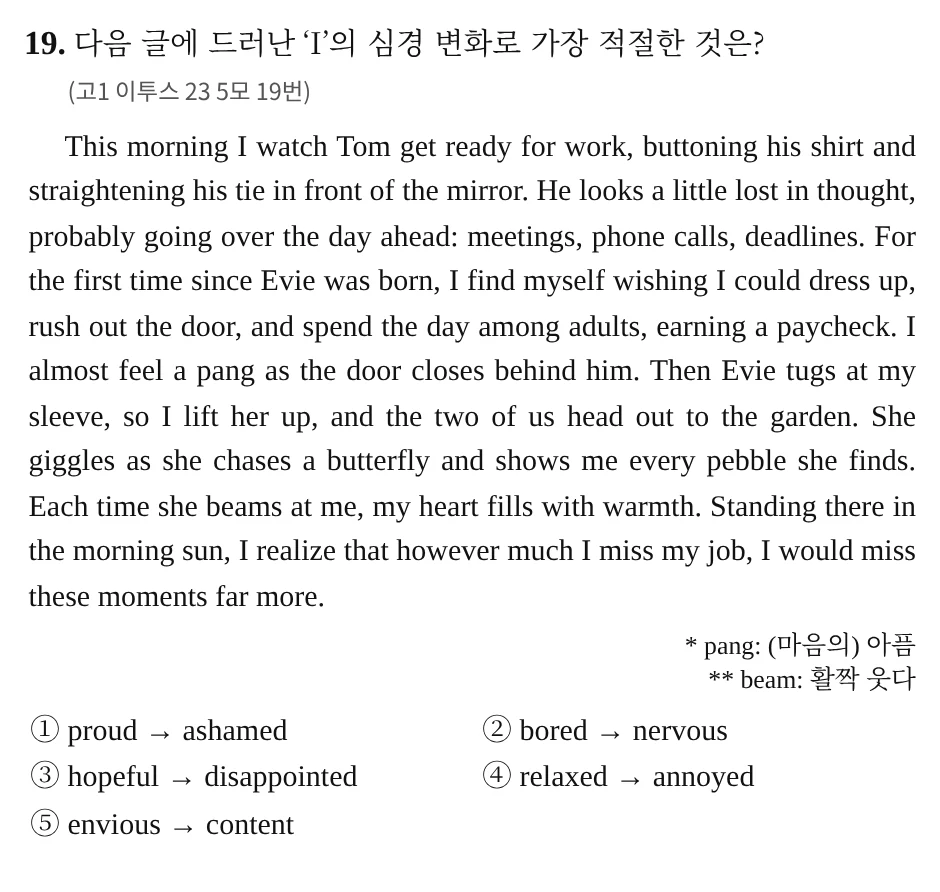 19. 다음 글에 드러난 ‘I’의 심경 변화로 가장 적절한 것은?
(고1 이투스 23 5모 19번)
This morning I watch Tom get ready for work, buttoning his shirt and
straightening his tie in front of the mirror. He looks a little lost in thought,
probably going over the day ahead: meetings, phone calls, deadlines. For
the first time since Evie was born, I find myself wishing I could dress up,
rush out the door, and spend the day among adults, earning a paycheck. I
almost feel a pang as the door closes behind him. Then Evie tugs at my
sleeve, so I lift her up, and the two of us head out to the garden. She
giggles as she chases a butterfly and shows me every pebble she finds.
Each time she beams at me, my heart fills with warmth. Standing there in
the morning sun, I realize that however much I miss my job, I would miss
these moments far more.
* pang: (마음의) 아픔
** beam: 활짝 웃다
① proud → ashamed ② bored → nervous
③ hopeful → disappointed ④ relaxed → annoyed
⑤ envious → content